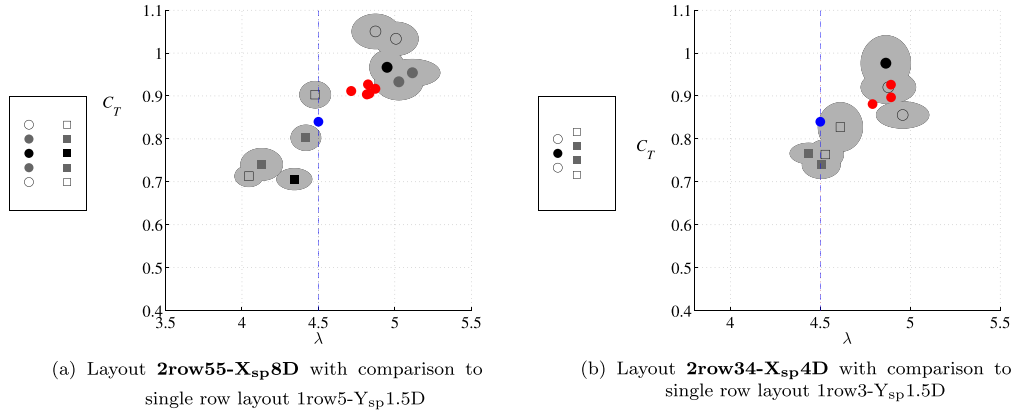 1.1
1
0.9
0.8
0.7
0.6
0.5
0.4
C_T
3.5 4 4.5 5 5.5
λ
(a) Layout 2row55-X_sp8D with comparison to
single row layout 1row5-Y_sp1.5D
1.1
1
0.9
0.8
0.7
0.6
0.5
0.4
C_T
4 4.5 5 5.5
λ
(b) Layout 2row34-X_sp4D with comparison to
single row layout 1row3-Y_sp1.5D